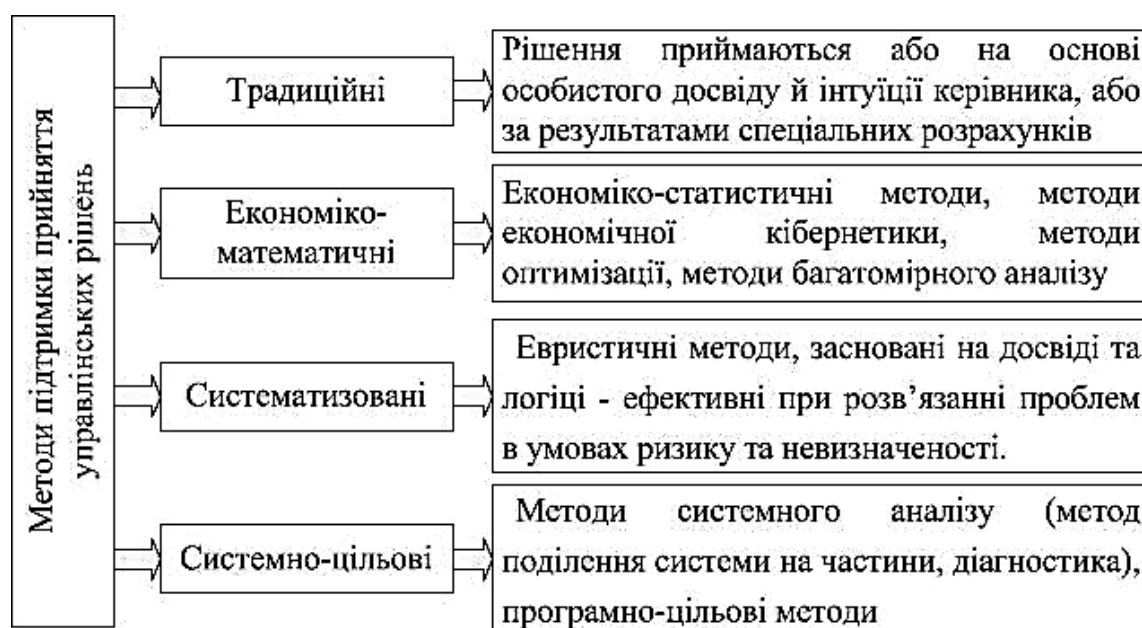 Методи підтримки прийняття
управлінських рішень
Традиційні
Рішення приймаються або на основі
особистого досвіду й інтуїції керівника, або
за результатами спеціальних розрахунків
Економіко-
математичні
Економіко-статистичні методи, методи
економічної кібернетики, методи
оптимізації, методи багатомірного аналізу
Систематизовані
Евристичні методи, засновані на досвіді та
логіці - ефективні при розв’язанні проблем
в умовах ризику та невизначеності.
Системно-цільові
Методи системного аналізу (метод
поділення системи на частини, діагностика),
програмно-цільові методи